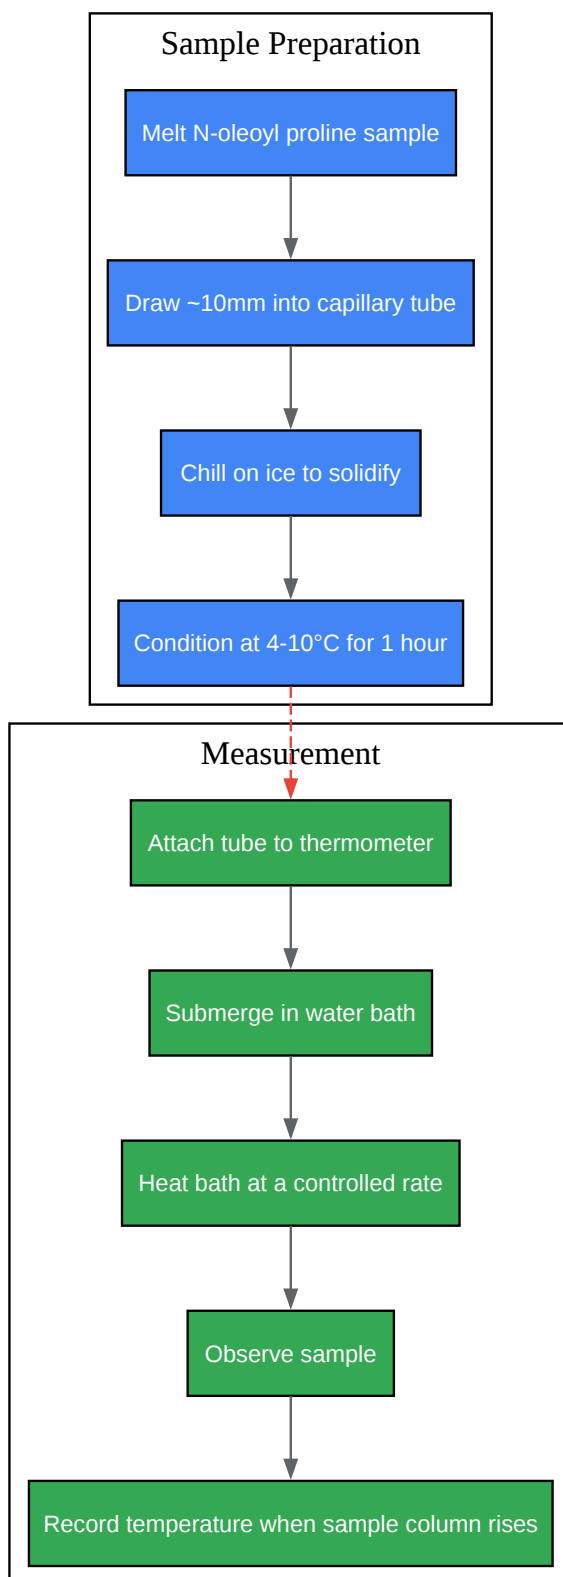 Sample Preparation
Melt N-oleoyl proline sample
Draw ~10mm into capillary tube
Chill on ice to solidify
Condition at 4-10°C for 1 hour
Measurement
Attach tube to thermometer
Submerge in water bath
Heat bath at a controlled rate
Observe sample
Record temperature when sample column rises